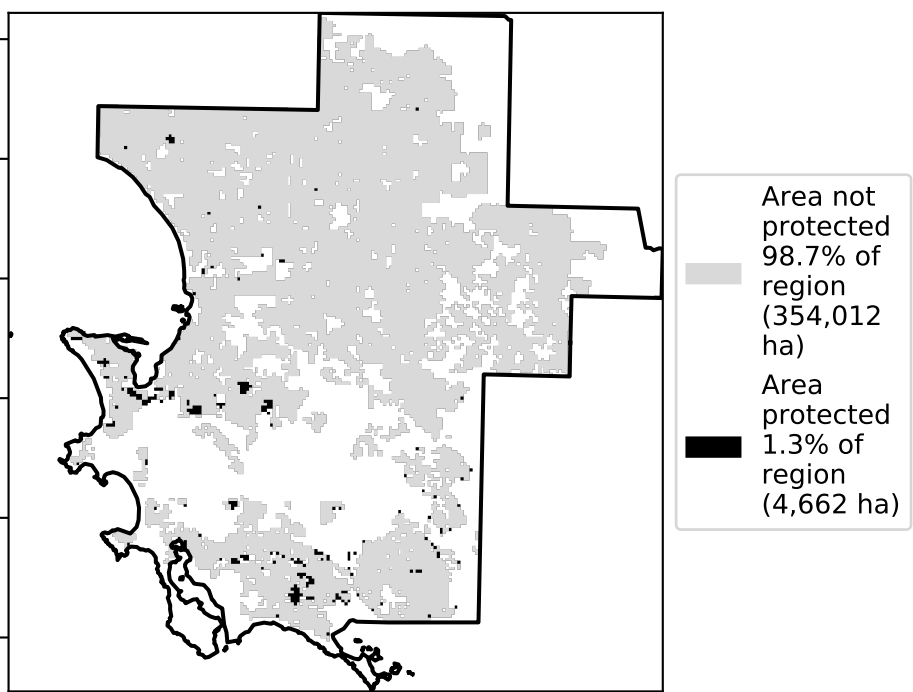 Area not
protected
98.7% of
region
(354,012
ha)
Area
protected
1.3% of
region
(4,662 ha)